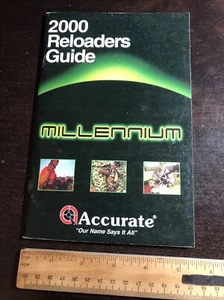 2000
Reloaders
Guide
MILLENNIUM
Accurate®
"Our Name Says It All"